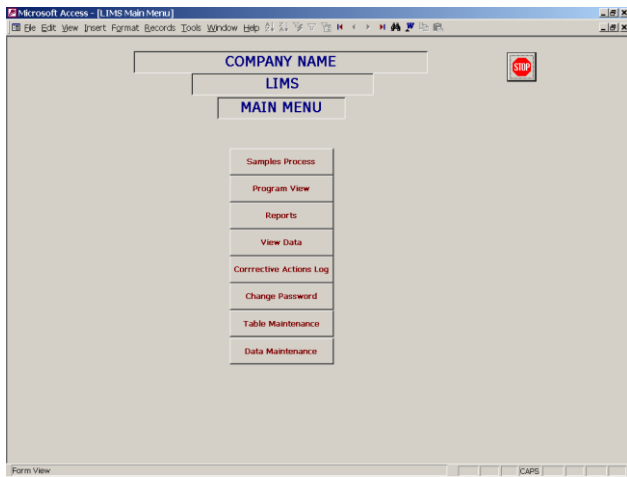 Microsoft Access - [LIMS Main Menu]
File Edit View Insert Format Records Tools Window Help
COMPANY NAME
STOP
LIMS
MAIN MENU
Samples Process
Program View
Reports
View Data
Corrrective Actions Log
Change Password
Table Maintenance
Data Maintenance
Form View CAPS